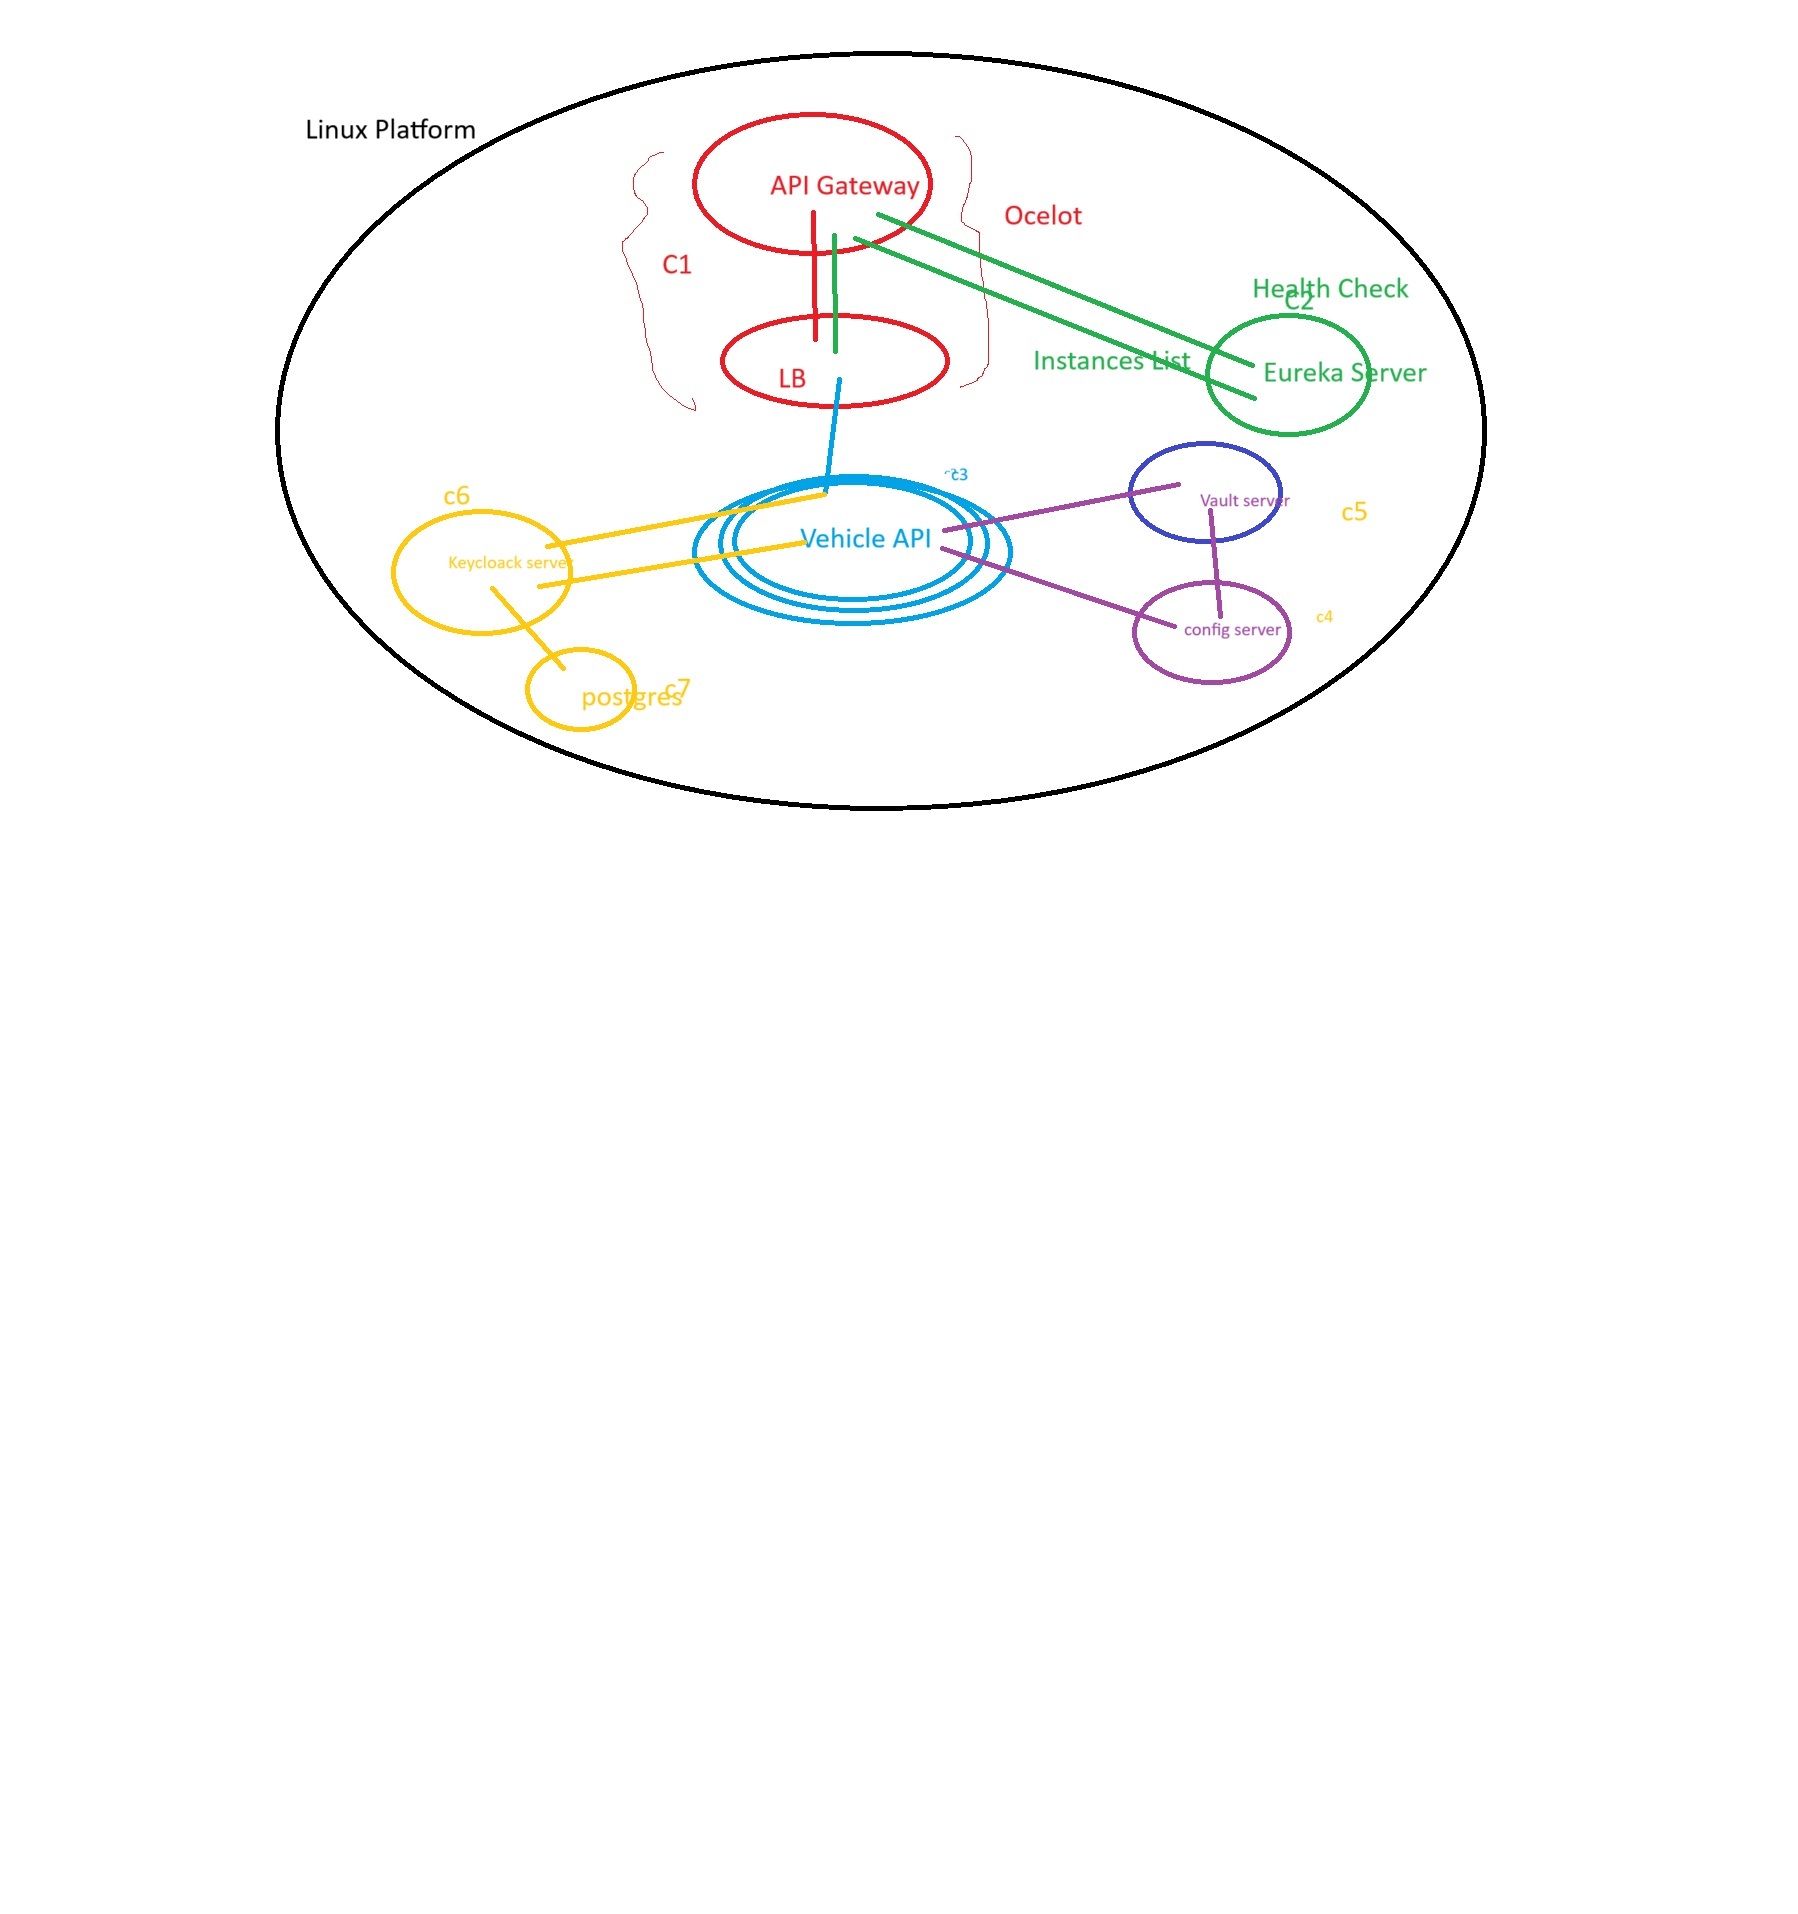 Linux Platform
API Gateway
Ocelot
C1
Health Check
C2
Instances List
Eureka Server
LB
c3
c6
Vault server
c5
Vehicle API
Keycloack server
c4
config server
postgres
c7